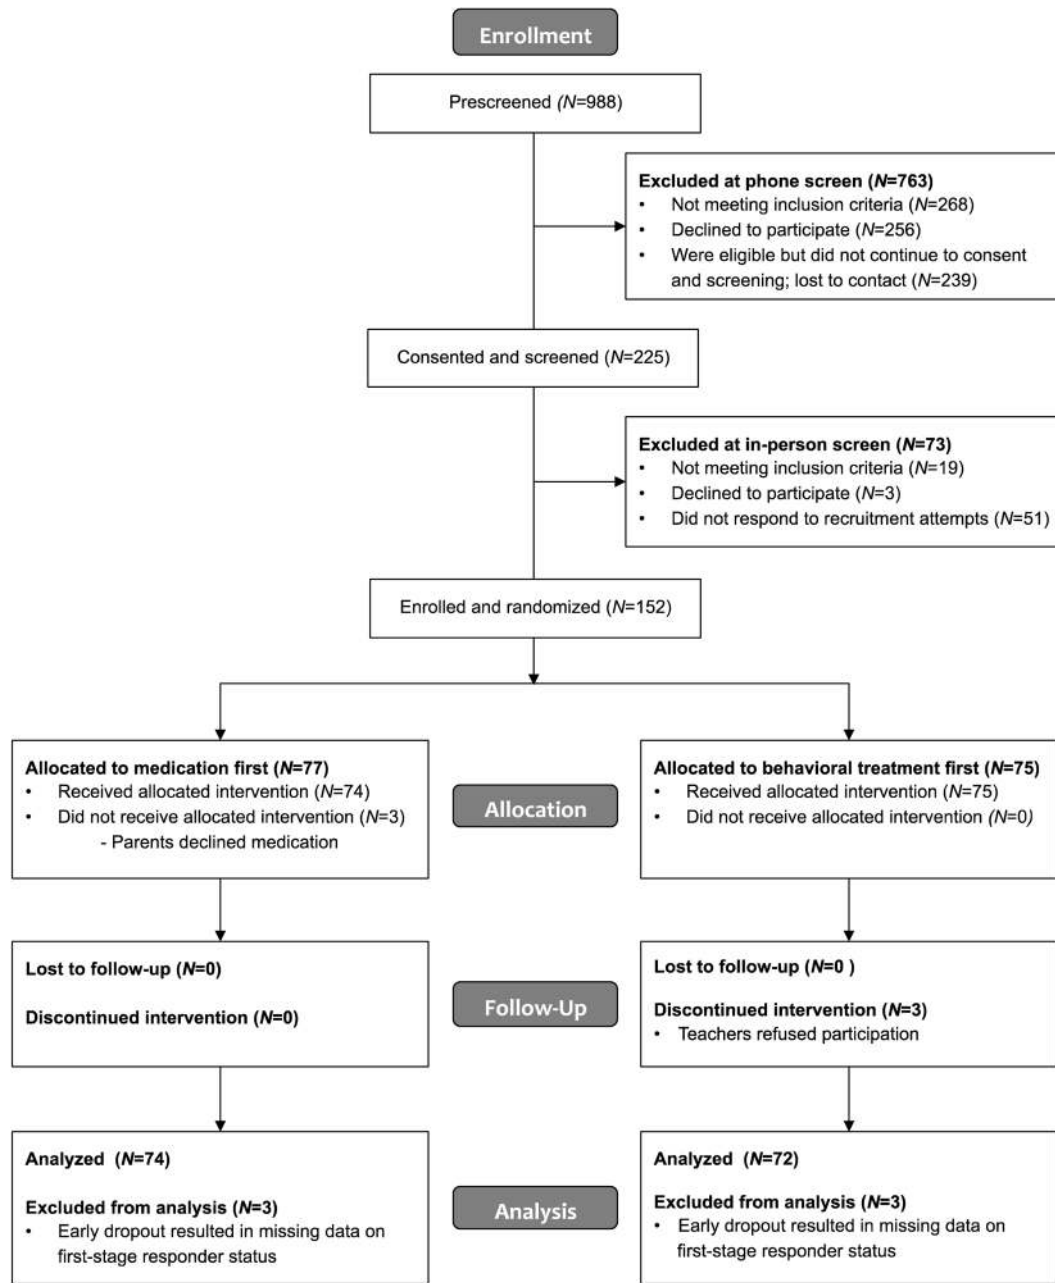 Enrollment
Prescreened (N=988)
Excluded at phone screen (N=763)
• Not meeting inclusion criteria (N=268)
• Declined to participate (N=256)
• Were eligible but did not continue to consent
and screening; lost to contact (N=239)
Consented and screened (N=225)
Excluded at in-person screen (N=73)
• Not meeting inclusion criteria (N=19)
• Declined to participate (N=3)
• Did not respond to recruitment attempts (N=51)
Enrolled and randomized (N=152)
Allocated to medication first (N=77)
• Received allocated intervention (N=74)
• Did not receive allocated intervention (N=3)
- Parents declined medication
Allocation
Allocated to behavioral treatment first (N=75)
• Received allocated intervention (N=75)
• Did not receive allocated intervention (N=0)
Lost to follow-up (N=0)
Discontinued intervention (N=0)
Follow-Up
Lost to follow-up (N=0 )
Discontinued intervention (N=3)
• Teachers refused participation
Analyzed (N=74)
Excluded from analysis (N=3)
• Early dropout resulted in missing data on
first-stage responder status
Analysis
Analyzed (N=72)
Excluded from analysis (N=3)
• Early dropout resulted in missing data on
first-stage responder status